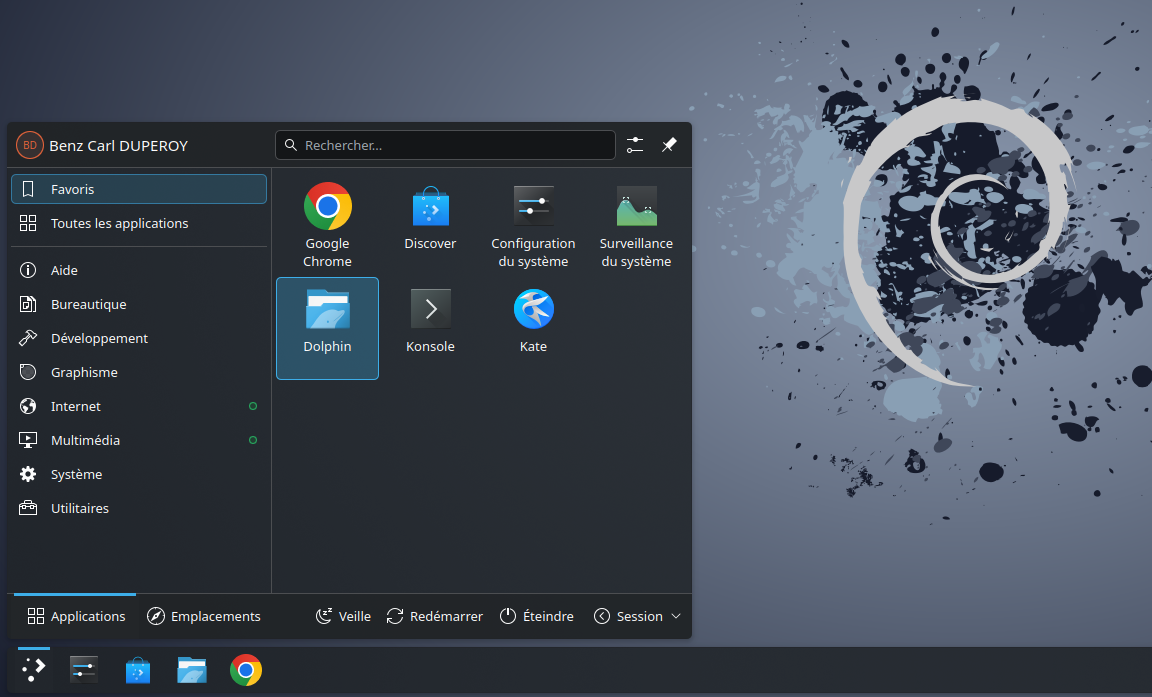 BD
Benz Carl DUPEROY
Rechercher...
Favoris
Toutes les applications
Aide
Bureautique
Développement
Graphisme
Internet
Multimédia
Système
Utilitaires
Google
Chrome
Discover
Configuration
du système
Surveillance
du système
Dolphin
Konsole
Kate
Applications
Emplacements
Veille
Redémarrer
Éteindre
Session